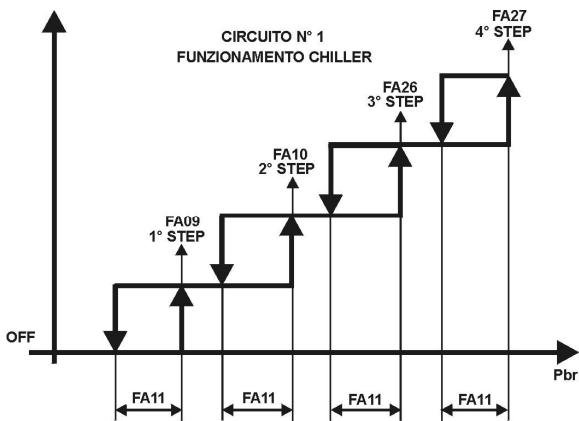 CIRCUITO N° 1
FUNZIONAMENTO CHILLER
FA27
4° STEP
FA26
3° STEP
FA10
2° STEP
FA09
1° STEP
OFF
Pbr
FA11
FA11
FA11
FA11